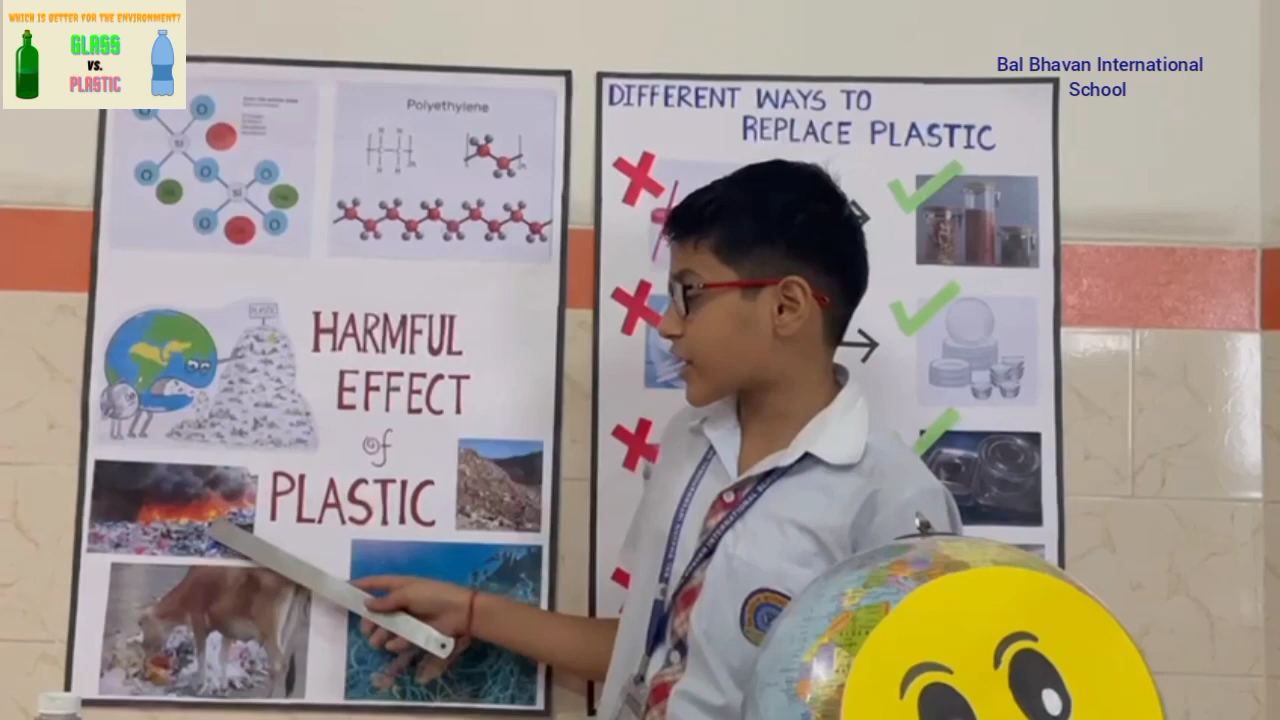 WHICH IS BETTER FOR THE ENVIRONMENT?
GLASS
VS.
PLASTIC
Bal Bhavan International
School
Polyethylene
HARMFUL
EFFECT
of
PLASTIC
PLASTIC
DIFFERENT WAYS TO
REPLACE PLASTIC